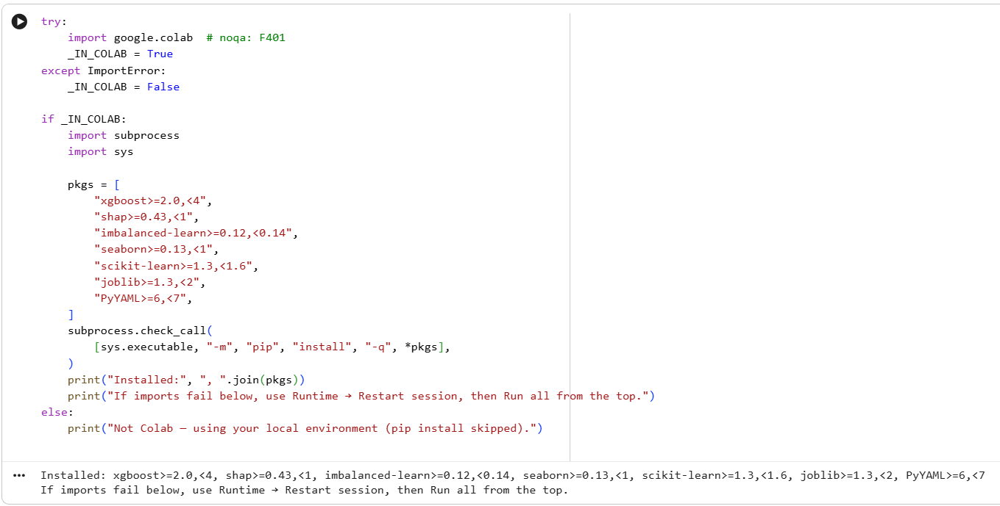 try:
    import google.colab  # noqa: F401
    _IN_COLAB = True
except ImportError:
    _IN_COLAB = False

if _IN_COLAB:
    import subprocess
    import sys

    pkgs = [
        "xgboost>=2.0,<4",
        "shap>=0.43,<1",
        "imbalanced-learn>=0.12,<0.14",
        "seaborn>=0.13,<1",
        "scikit-learn>=1.3,<1.6",
        "joblib>=1.3,<2",
        "PyYAML>=6,<7",
    ]
    subprocess.check_call(
        [sys.executable, "-m", "pip", "install", "-q", *pkgs],
    )
    print("Installed:", ", ".join(pkgs))
    print("If imports fail below, use Runtime → Restart session, then Run all from the top.")
else:
    print("Not Colab — using your local environment (pip install skipped).")

Installed: xgboost>=2.0,<4, shap>=0.43,<1, imbalanced-learn>=0.12,<0.14, seaborn>=0.13,<1, scikit-learn>=1.3,<1.6, joblib>=1.3,<2, PyYAML>=6,<7
If imports fail below, use Runtime → Restart session, then Run all from the top.